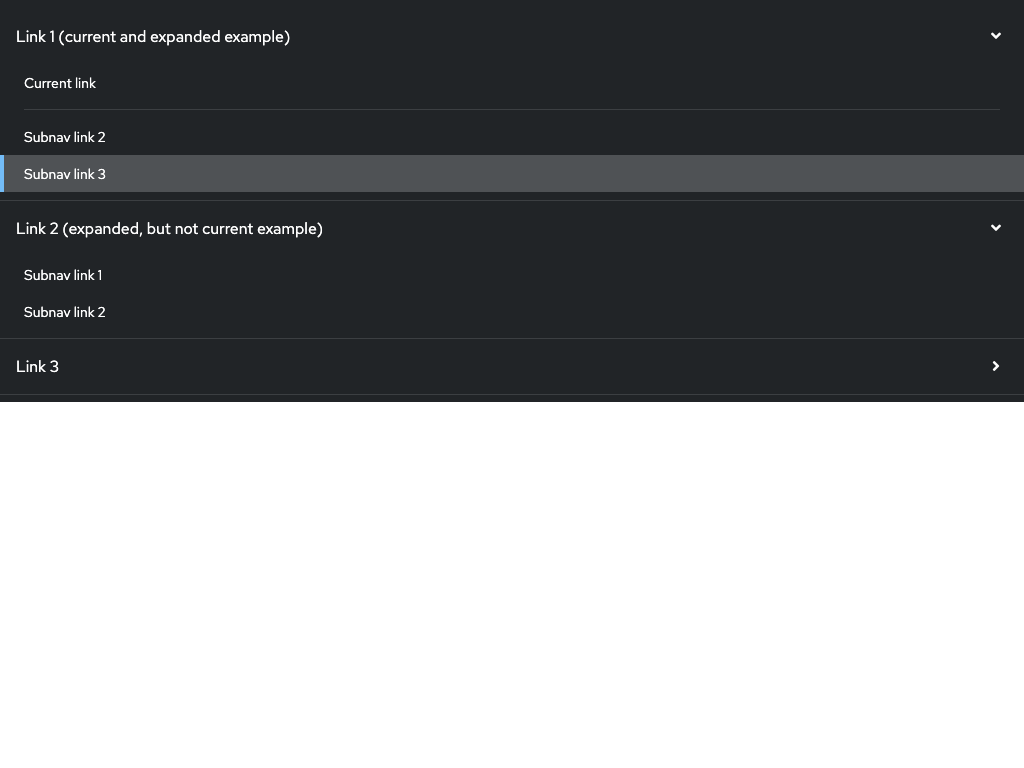 Link 1 (current and expanded example)
Current link
Subnav link 2
Subnav link 3
Link 2 (expanded, but not current example)
Subnav link 1
Subnav link 2
Link 3